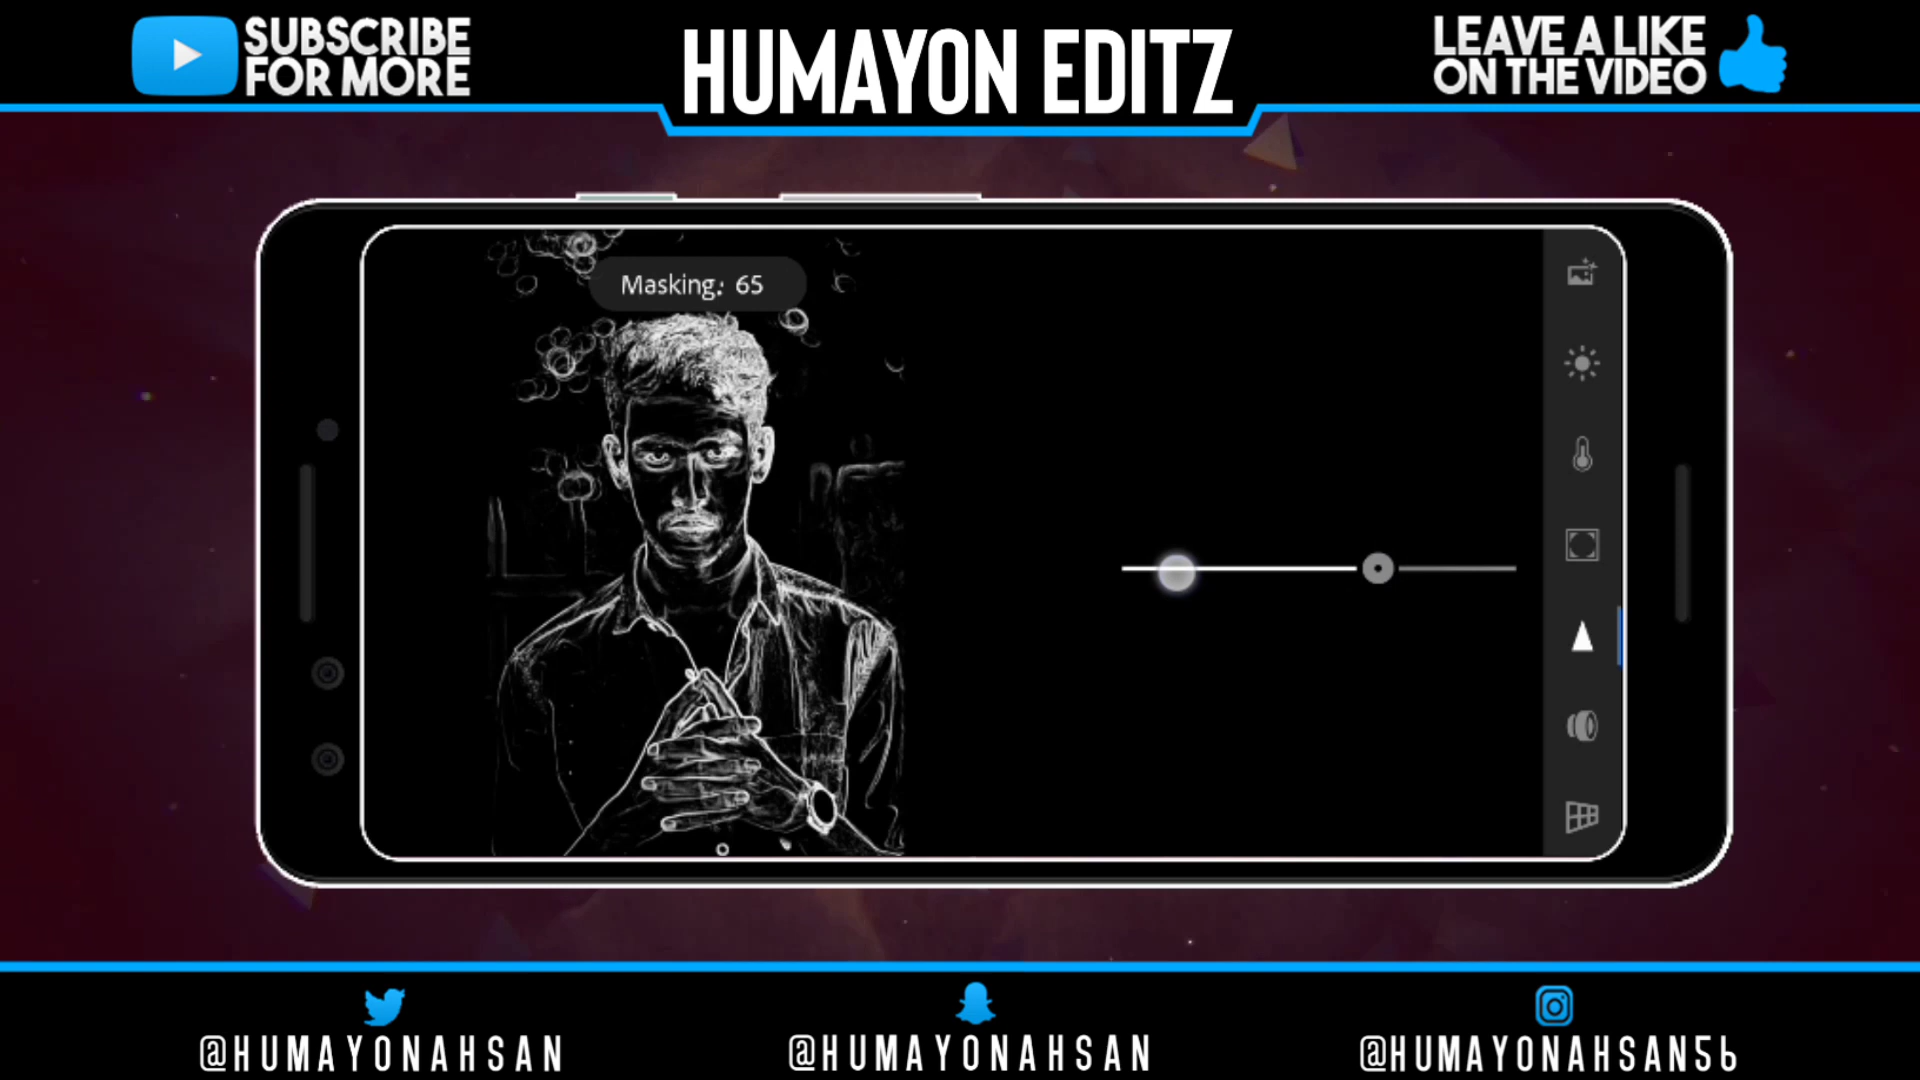 SUBSCRIBE
FOR MORE
HUMAYON EDITZ
LEAVE A LIKE
ON THE VIDEO
Masking: 65
@HUMAYONAHSAN
@HUMAYONAHSAN
@HUMAYONAHSAN56